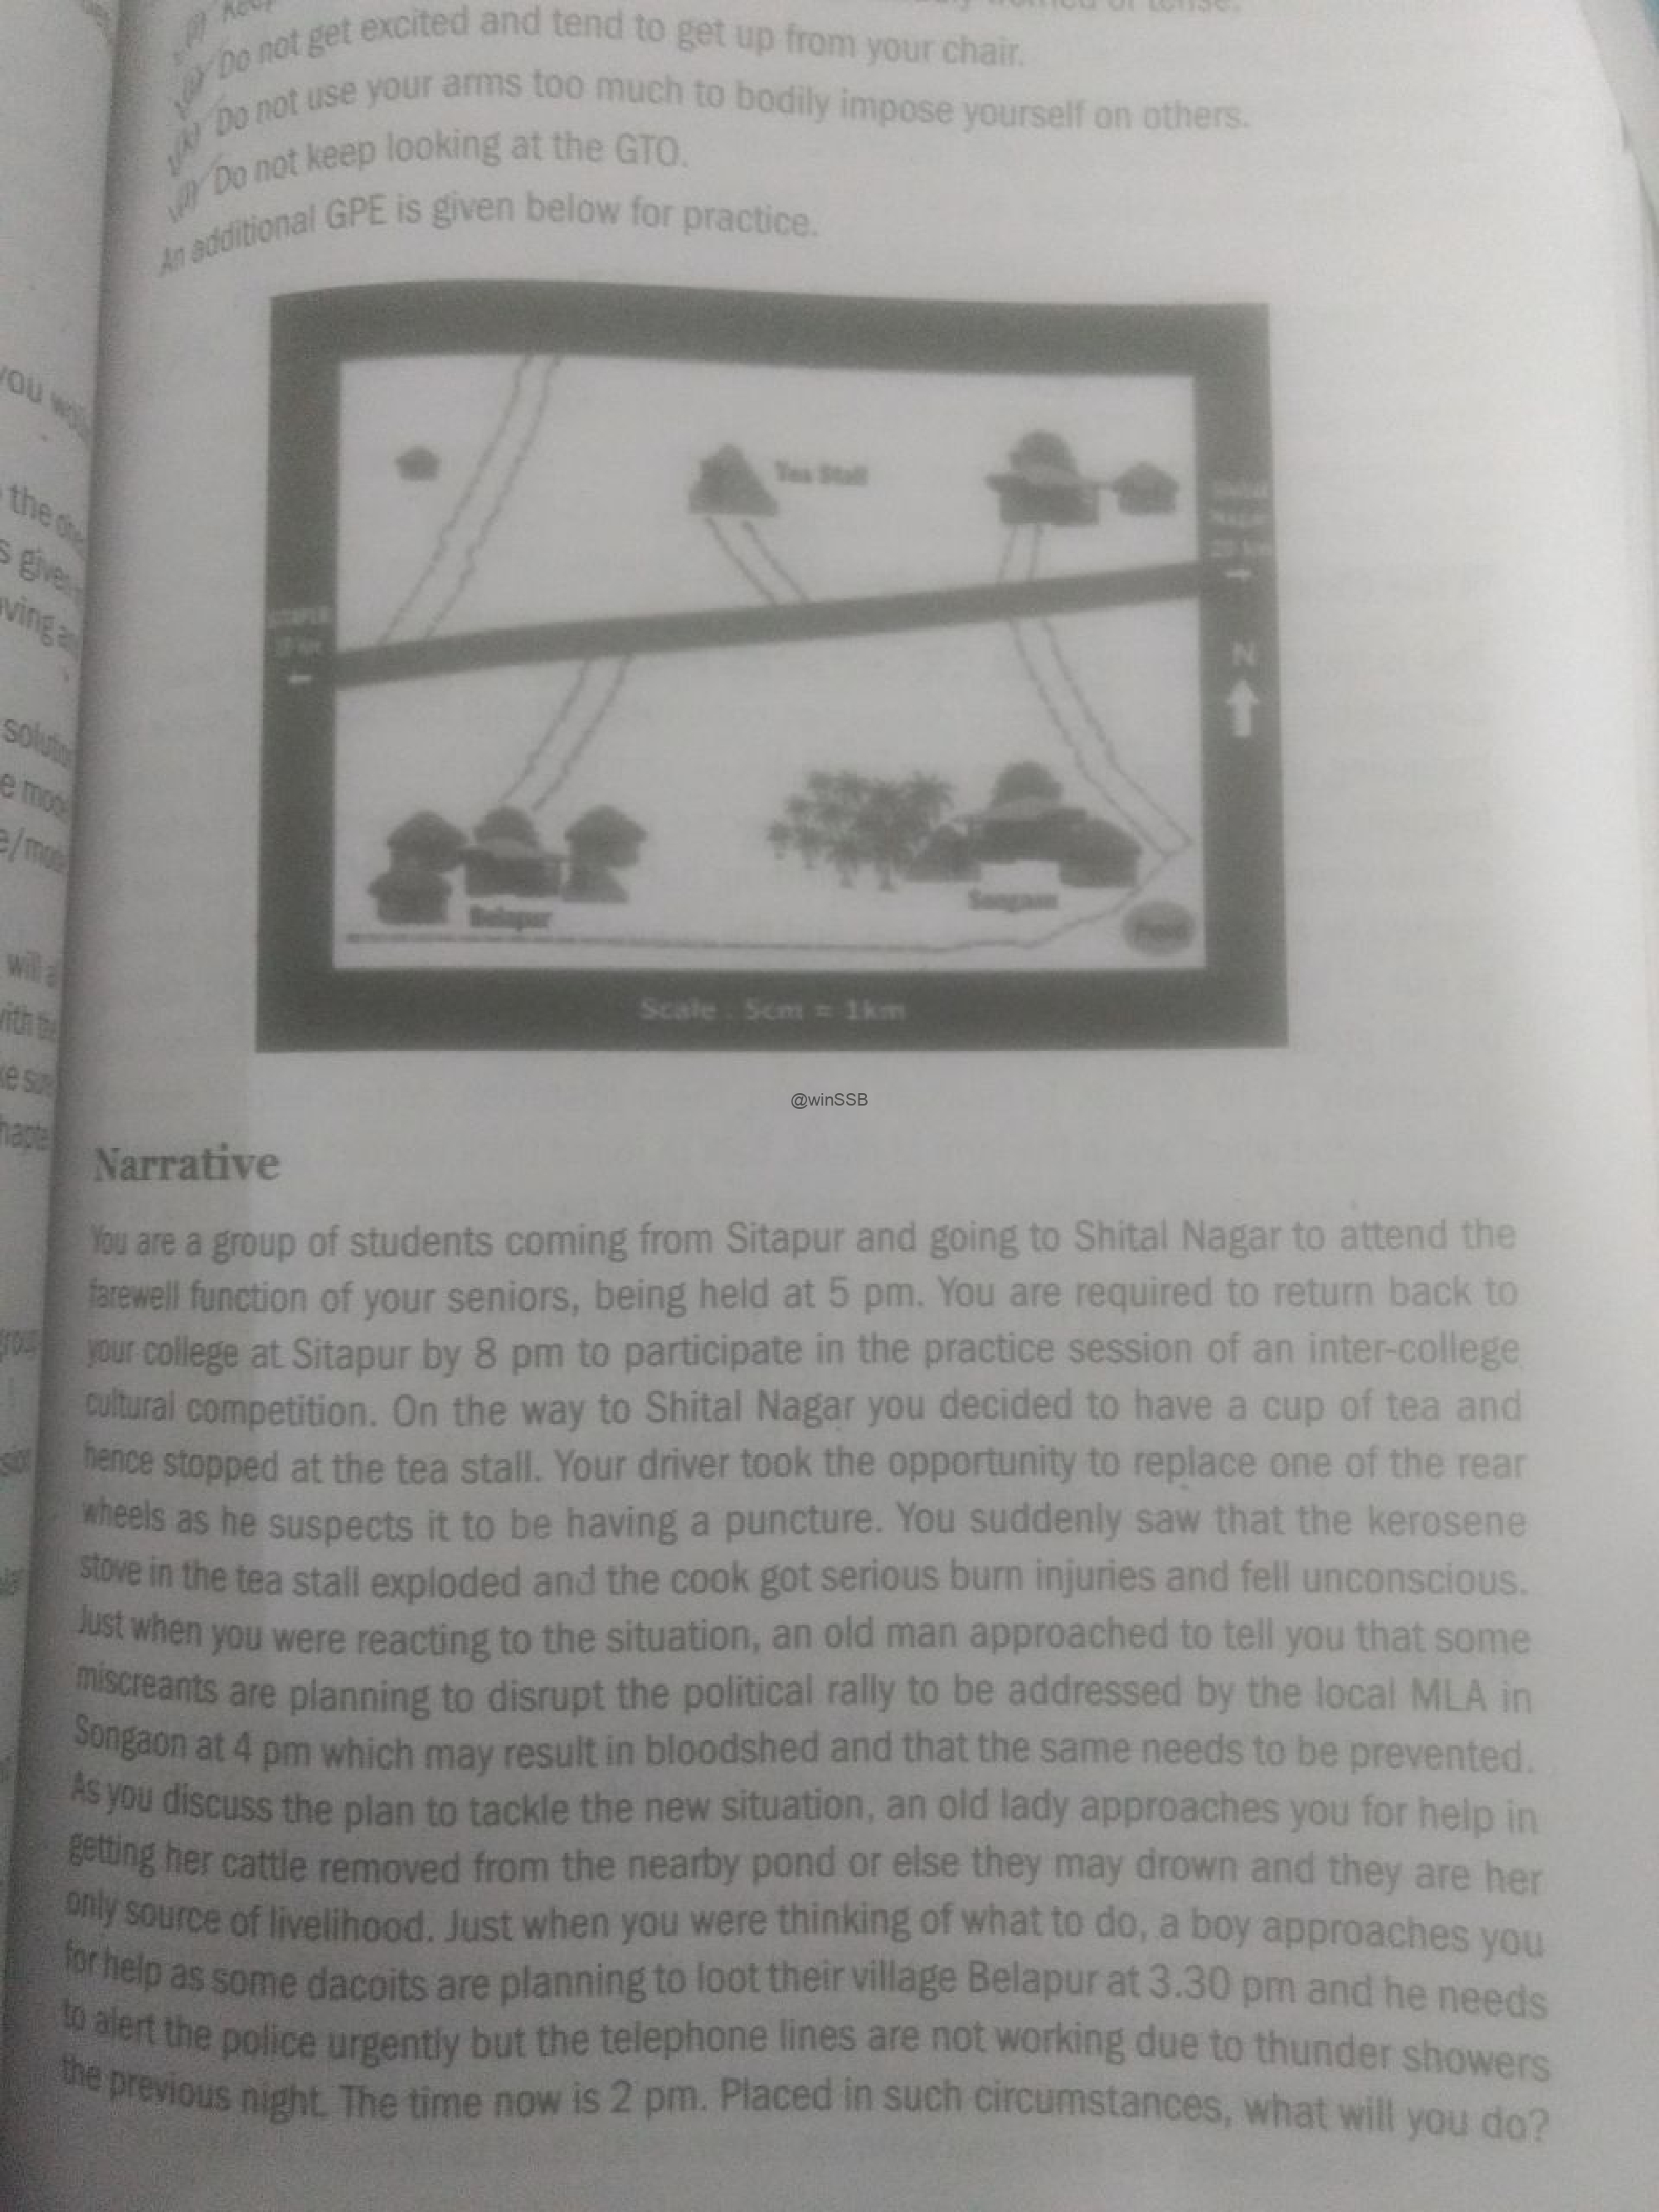 Do not get excited and tend to get up from your chair.
Do not use your arms too much to bodily impose yourself on others.
Do not keep looking at the GTO.
An additional GPE is given below for practice.
Tea Stall
N
Belapur
Songaon
Scale : 5cm = 1km
@winSSB
Narrative
You are a group of students coming from Sitapur and going to Shital Nagar to attend the
farewell function of your seniors, being held at 5 pm. You are required to return back to
your college at Sitapur by 8 pm to participate in the practice session of an inter-college
cultural competition. On the way to Shital Nagar you decided to have a cup of tea and
hence stopped at the tea stall. Your driver took the opportunity to replace one of the rear
wheels as he suspects it to be having a puncture. You suddenly saw that the kerosene
stove in the tea stall exploded and the cook got serious burn injuries and fell unconscious.
Just when you were reacting to the situation, an old man approached to tell you that some
miscreants are planning to disrupt the political rally to be addressed by the local MLA in
Songaon at 4 pm which may result in bloodshed and that the same needs to be prevented.
As you discuss the plan to tackle the new situation, an old lady approaches you for help in
getting her cattle removed from the nearby pond or else they may drown and they are her
only source of livelihood. Just when you were thinking of what to do, a boy approaches you
for help as some dacoits are planning to loot their village Belapur at 3.30 pm and he needs
to alert the police urgently but the telephone lines are not working due to thunder showers
the previous night. The time now is 2 pm. Placed in such circumstances, what will you do?